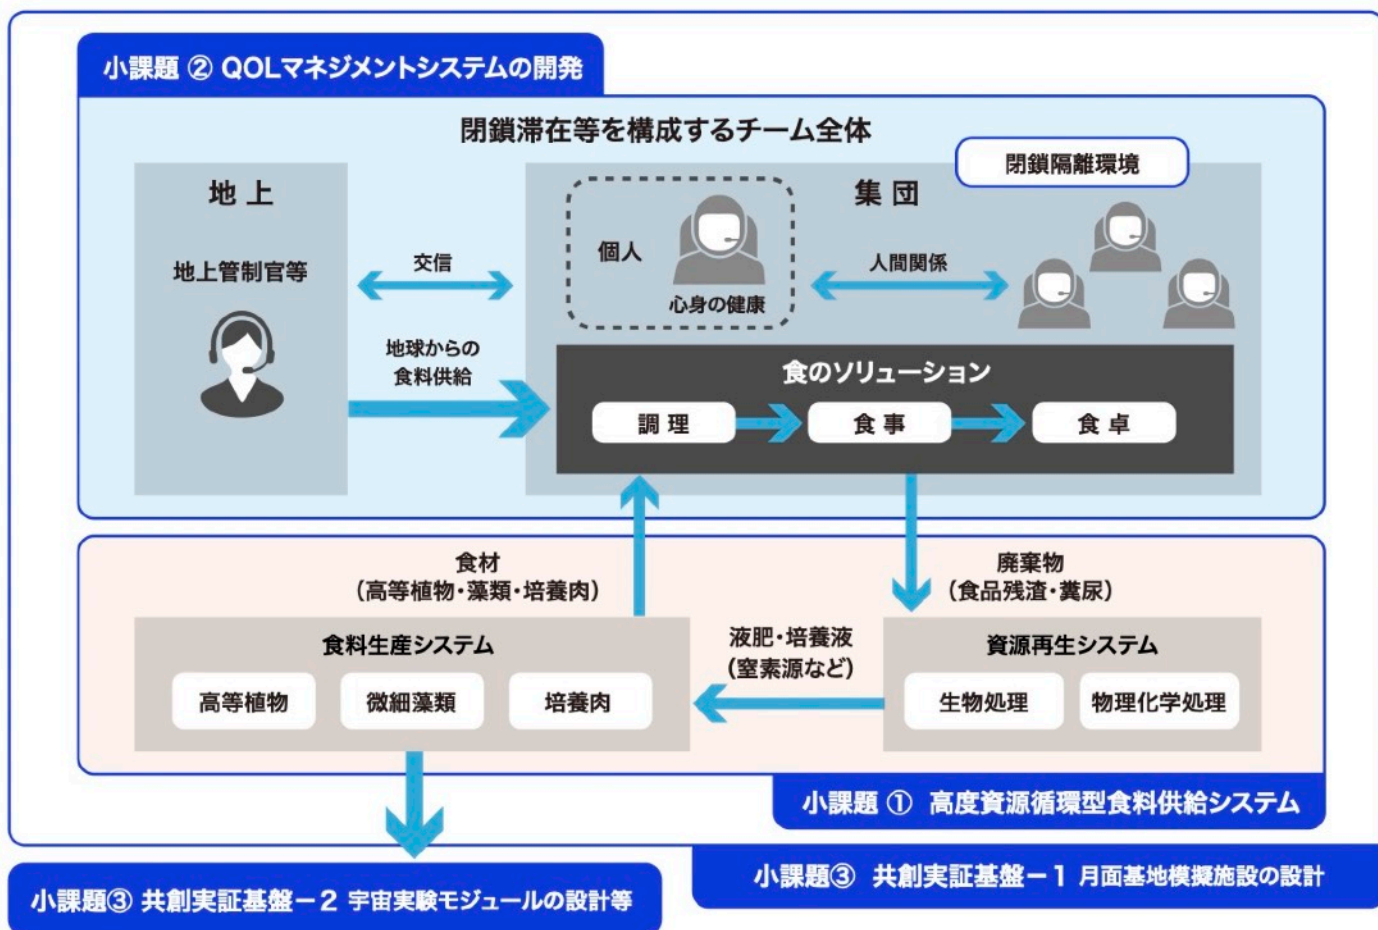 小課題 ② QOLマネジメントシステムの開発
閉鎖滞在等を構成するチーム全体
閉鎖隔離環境
地上
集団
地上管制官等
交信
個人
心身の健康
人間関係
地球からの
食料供給
食のソリューション
調理
食事
食卓
食材
(高等植物・藻類・培養肉)
廃棄物
(食品残渣・糞尿)
食料生産システム
高等植物
微細藻類
培養肉
液肥・培養液
(窒素源など)
資源再生システム
生物処理
物理化学処理
小課題 ① 高度資源循環型食料供給システム
小課題③ 共創実証基盤－1 月面基地模擬施設の設計
小課題③ 共創実証基盤－2 宇宙実験モジュールの設計等